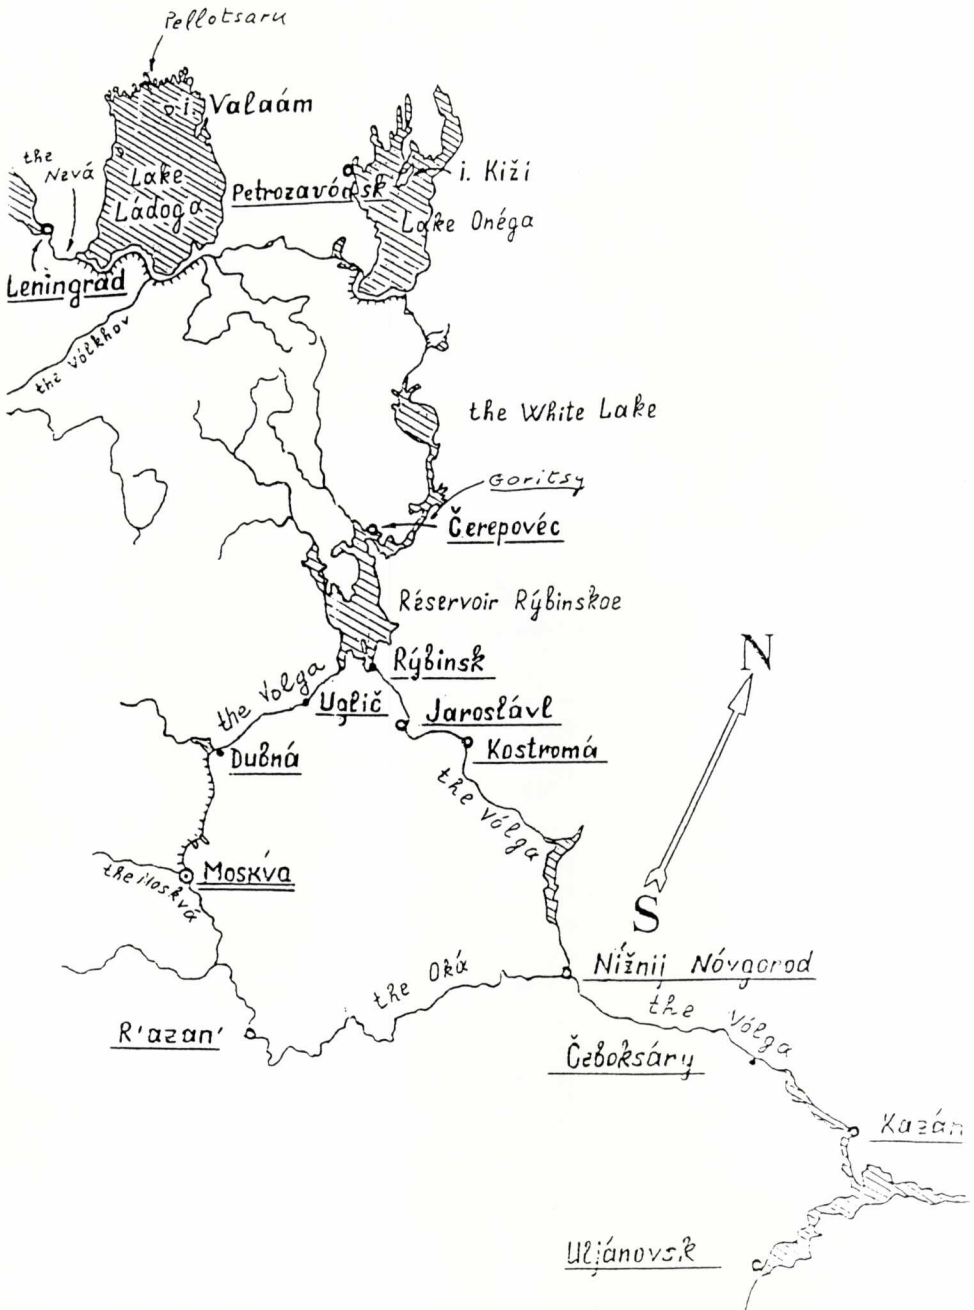 Pellotsaru
i. Valaám
the
Nevá
Lake
Ládoga
Petrozavódsk
i. Kiží
Lake Onéga
Leningrad
the Vólkhov
the White Lake
Goritsy
Čerepovéc
Réservoir Rýbinskoe
Rýbinsk
the Volga
Uglič
Jaroslávl
Kostromá
Dubná
the Vólga
N
Moskva
the Moskvá
S
Nížnij Nóvgorod
the Oká
the Vólga
R'azan'
Čeboksáry
Kazán
Uljánovsk